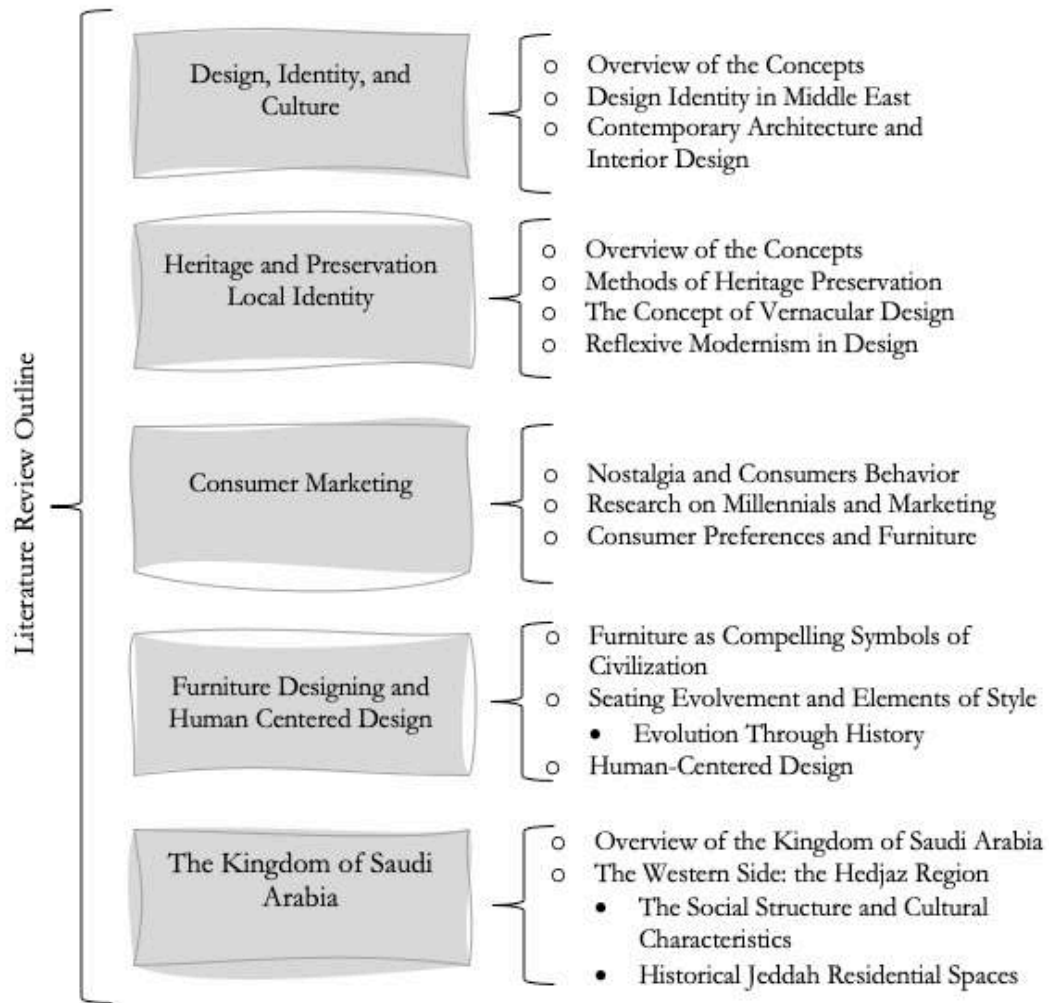 Literature Review Outline
Design, Identity, and
Culture
○ Overview of the Concepts
○ Design Identity in Middle East
○ Contemporary Architecture and
Interior Design
Heritage and Preservation
Local Identity
○ Overview of the Concepts
○ Methods of Heritage Preservation
○ The Concept of Vernacular Design
○ Reflexive Modernism in Design
Consumer Marketing
○ Nostalgia and Consumers Behavior
○ Research on Millennials and Marketing
○ Consumer Preferences and Furniture
Furniture Designing and
Human Centered Design
○ Furniture as Compelling Symbols of
Civilization
○ Seating Evolvement and Elements of Style
• Evolution Through History
○ Human-Centered Design
The Kingdom of Saudi
Arabia
○ Overview of the Kingdom of Saudi Arabia
○ The Western Side: the Hedjaz Region
• The Social Structure and Cultural
Characteristics
• Historical Jeddah Residential Spaces